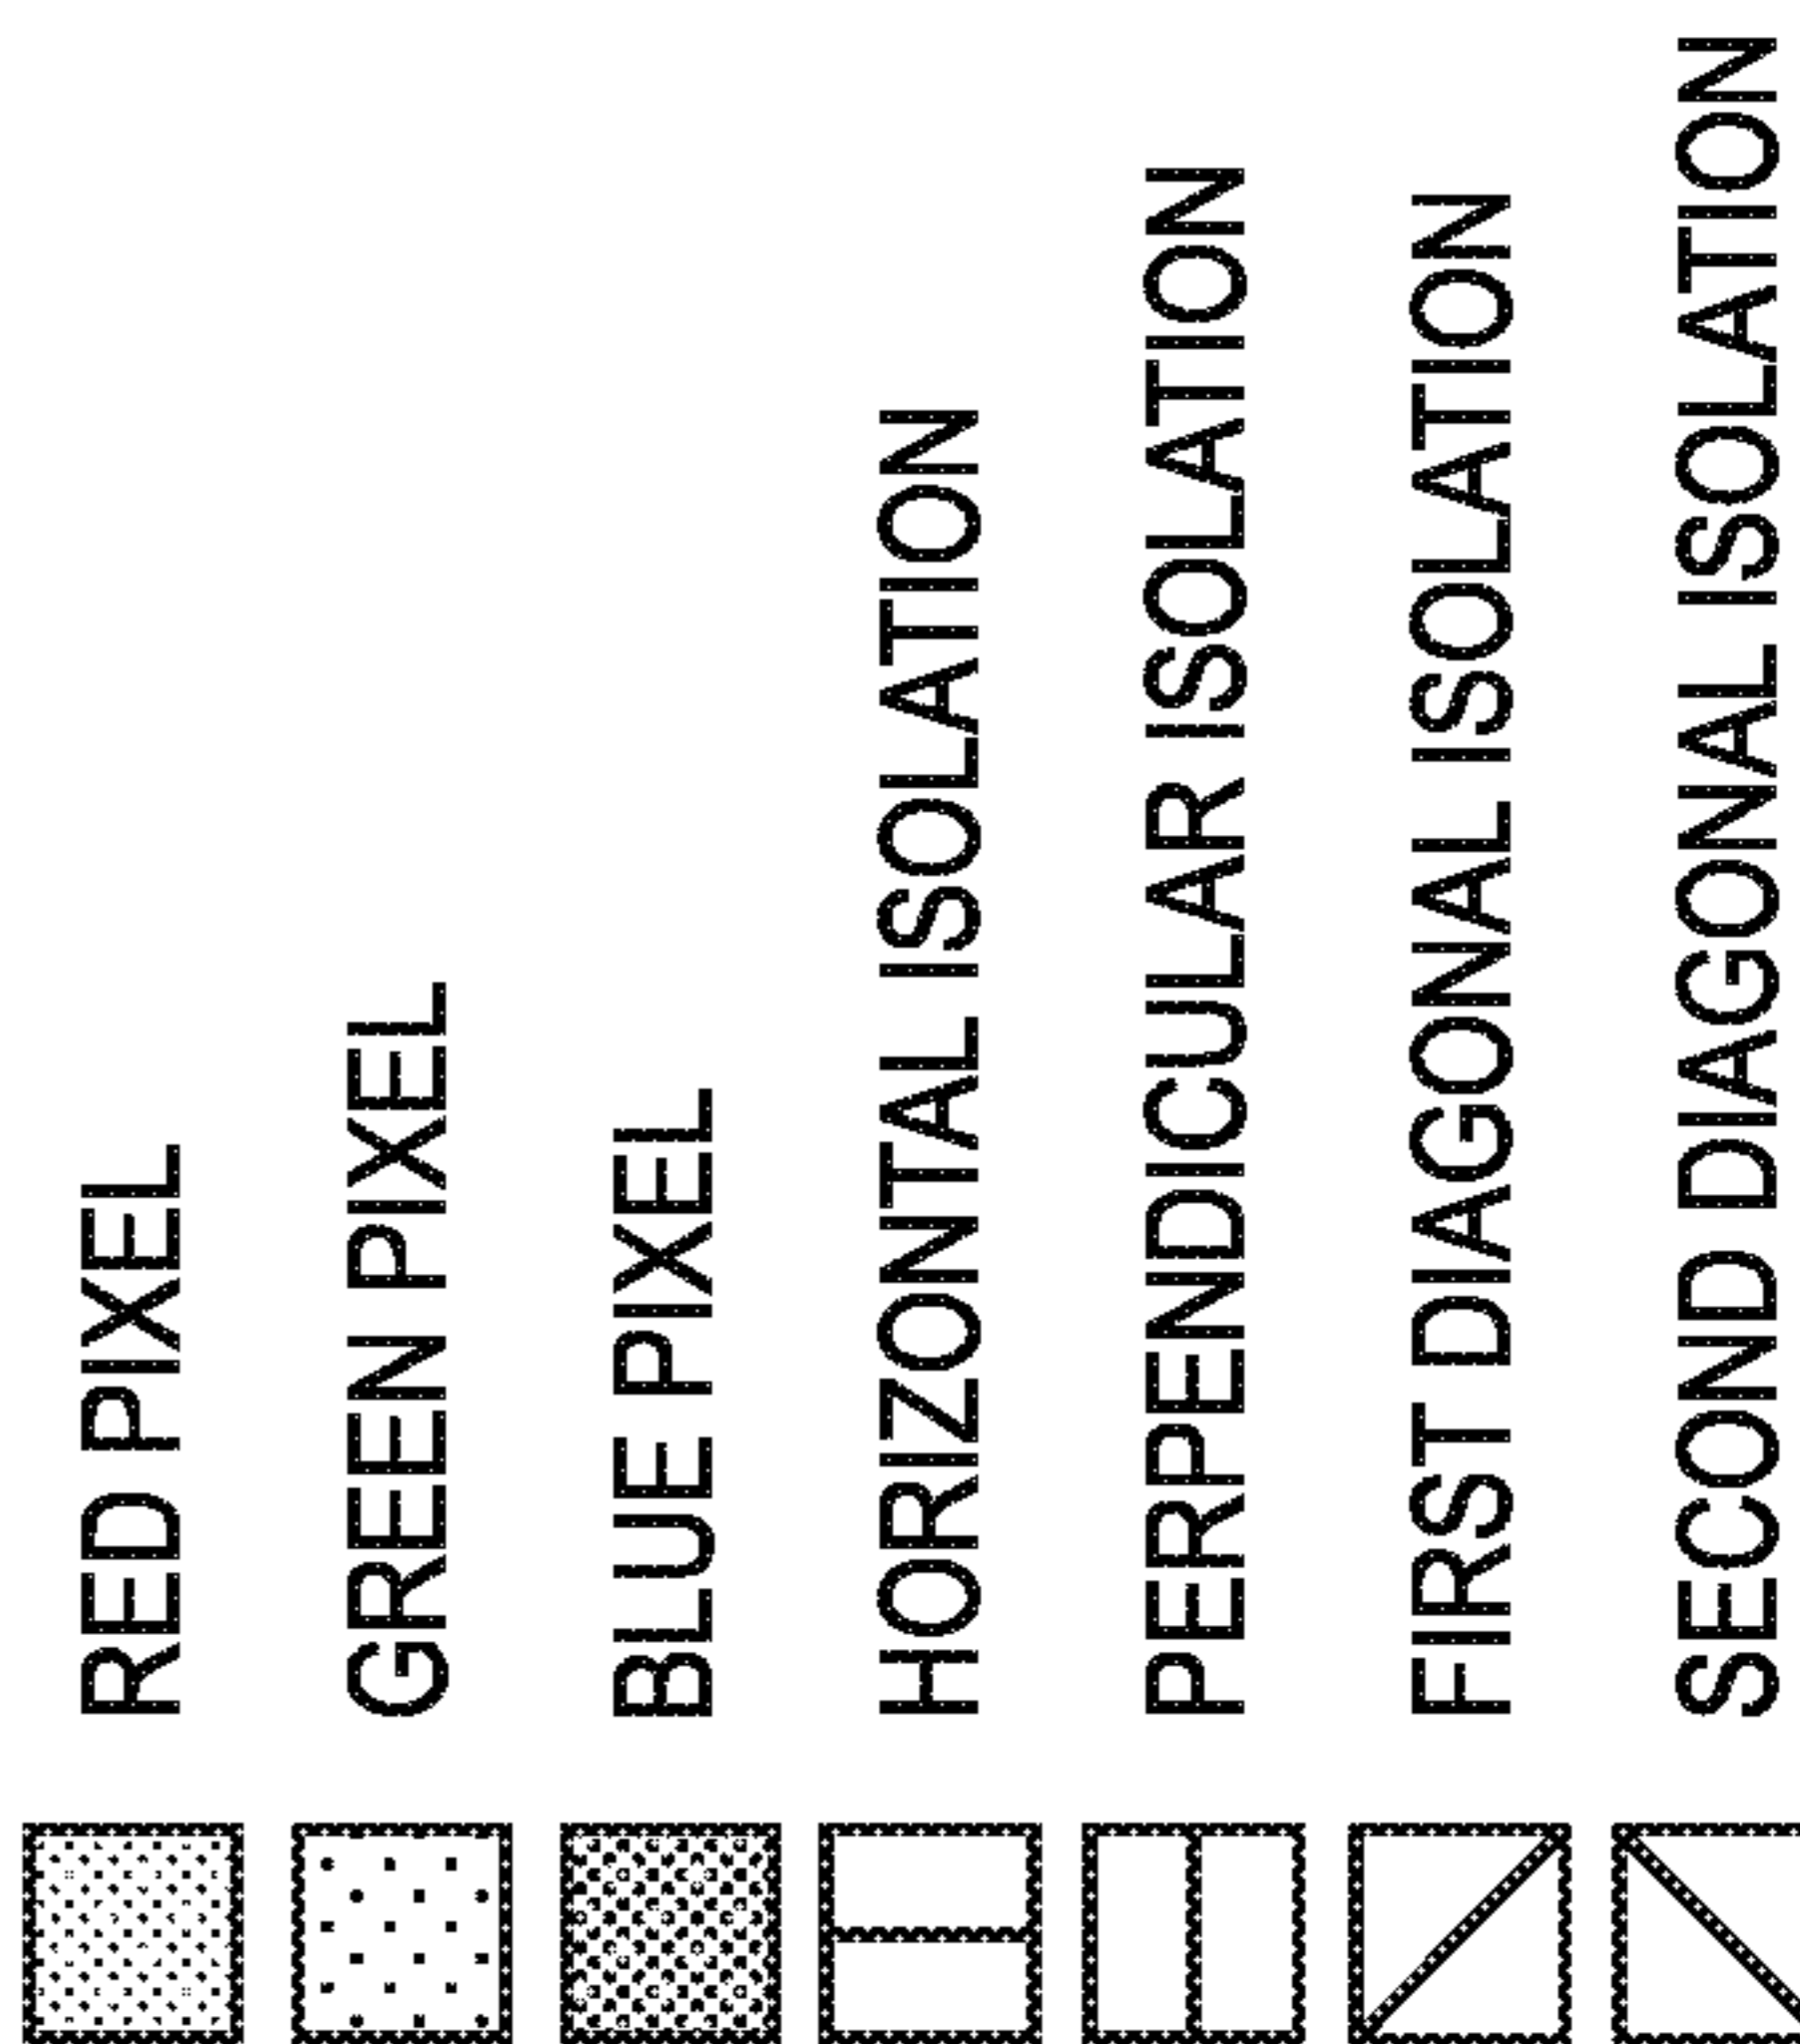 RED PIXEL
GREEN PIXEL
BLUE PIXEL
HORIZONTAL ISOLATION
PERPENDICULAR ISOLATION
FIRST DIAGONAL ISOLATION
SECOND DIAGONAL ISOLATION